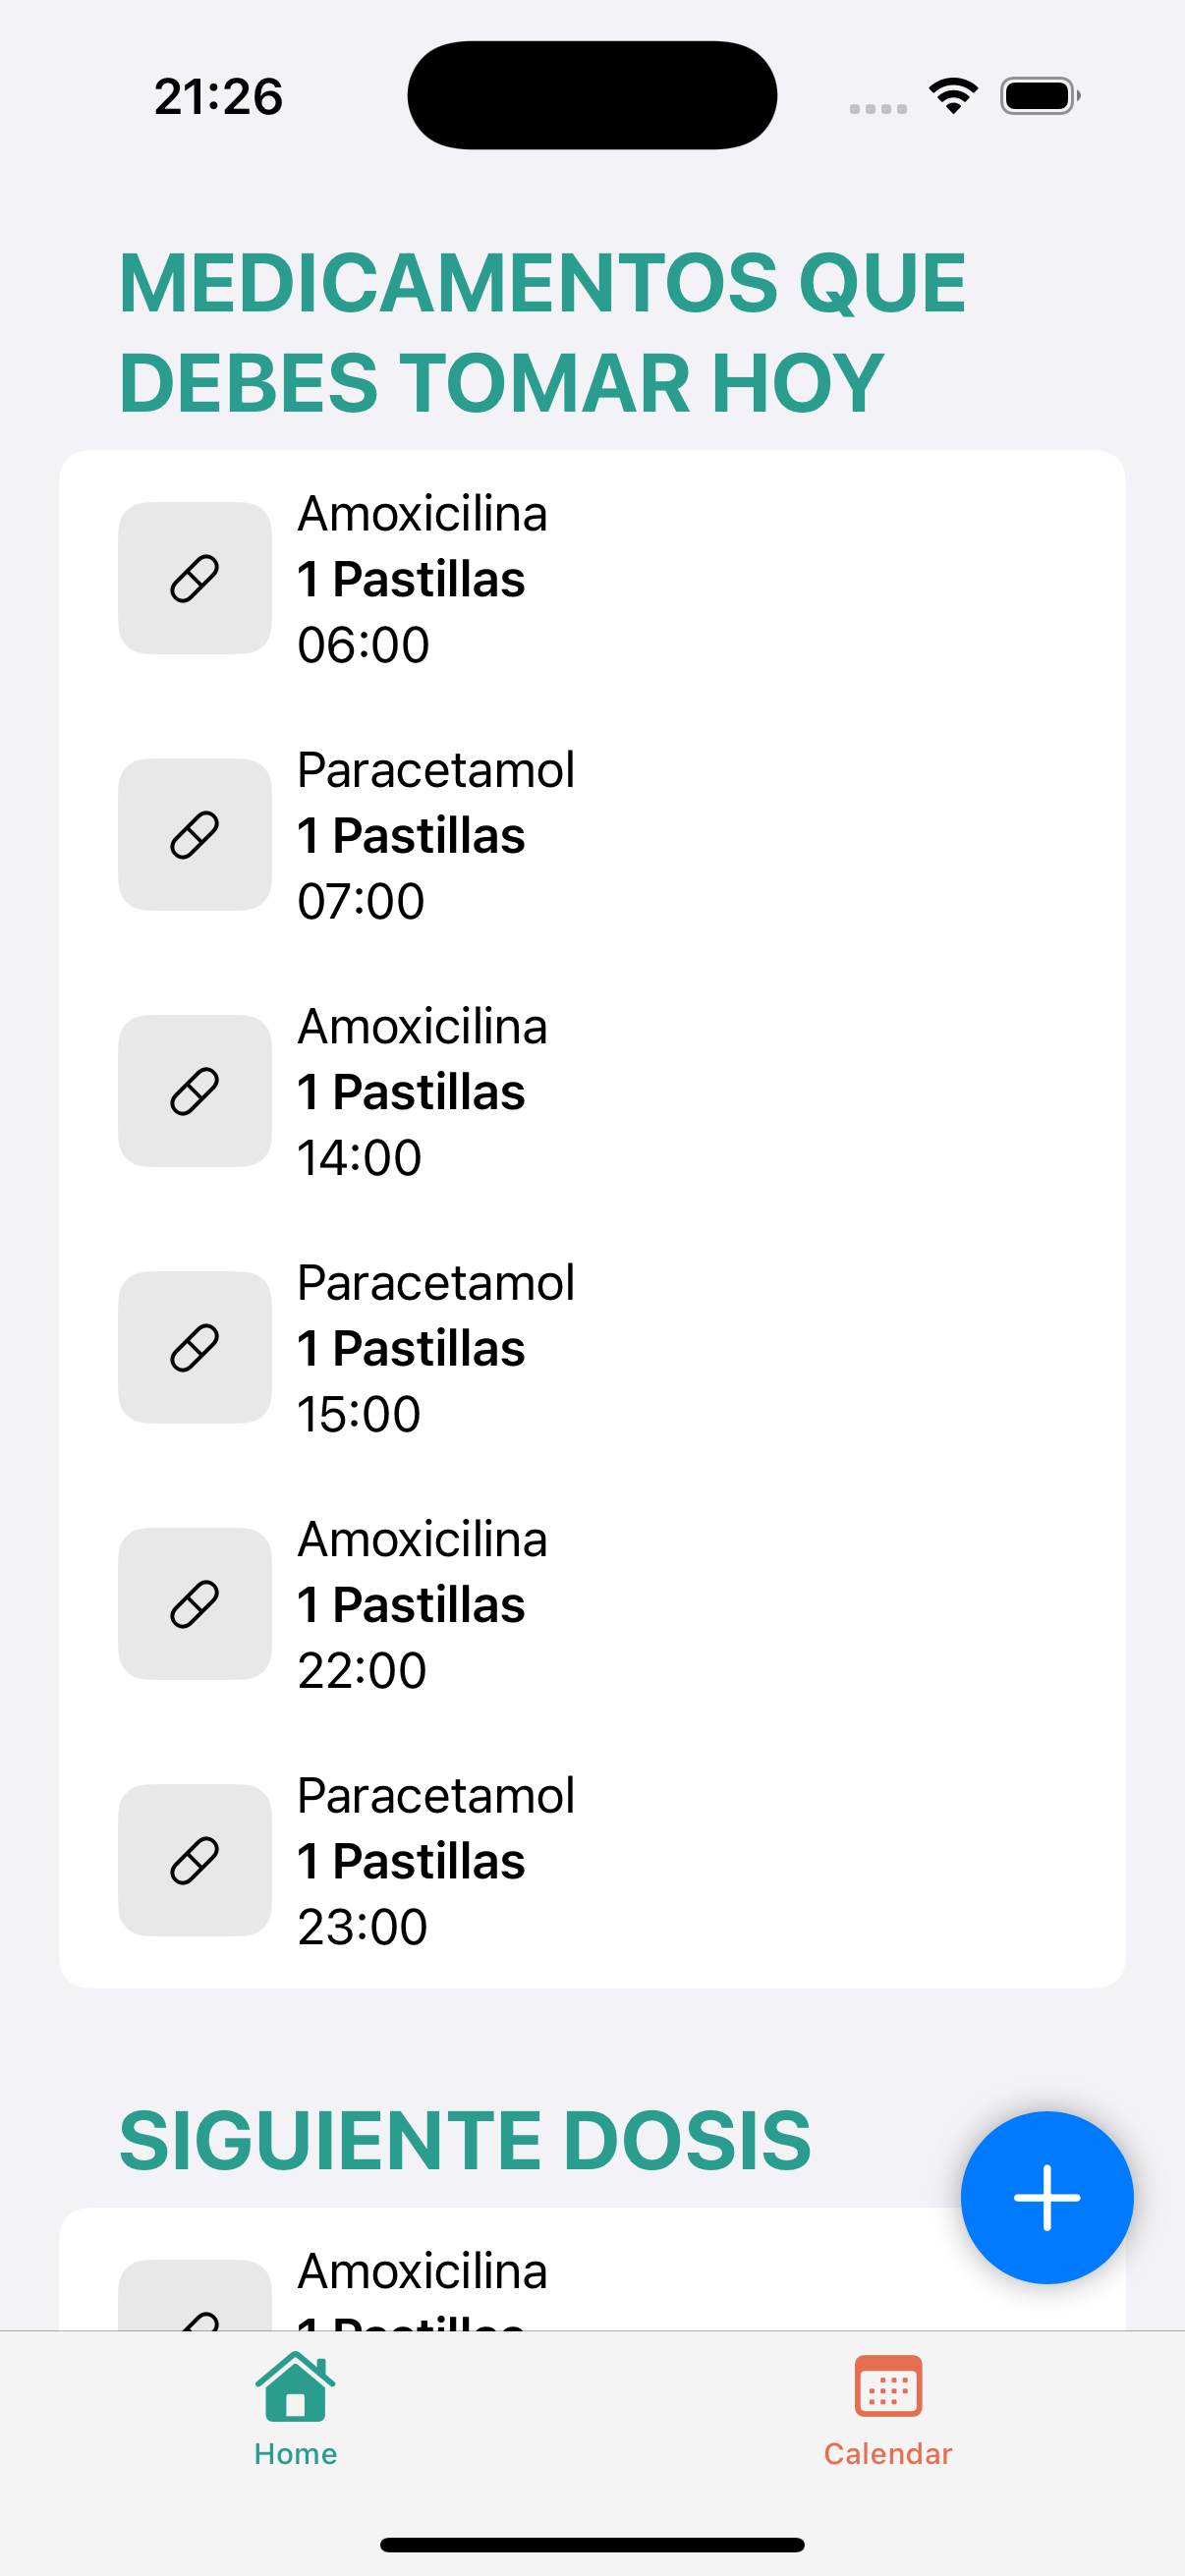 21:26
MEDICAMENTOS QUE
DEBES TOMAR HOY
Amoxicilina
1 Pastillas
06:00
Paracetamol
1 Pastillas
07:00
Amoxicilina
1 Pastillas
14:00
Paracetamol
1 Pastillas
15:00
Amoxicilina
1 Pastillas
22:00
Paracetamol
1 Pastillas
23:00
SIGUIENTE DOSIS
Amoxicilina
1 Pastillas
Home
Calendar